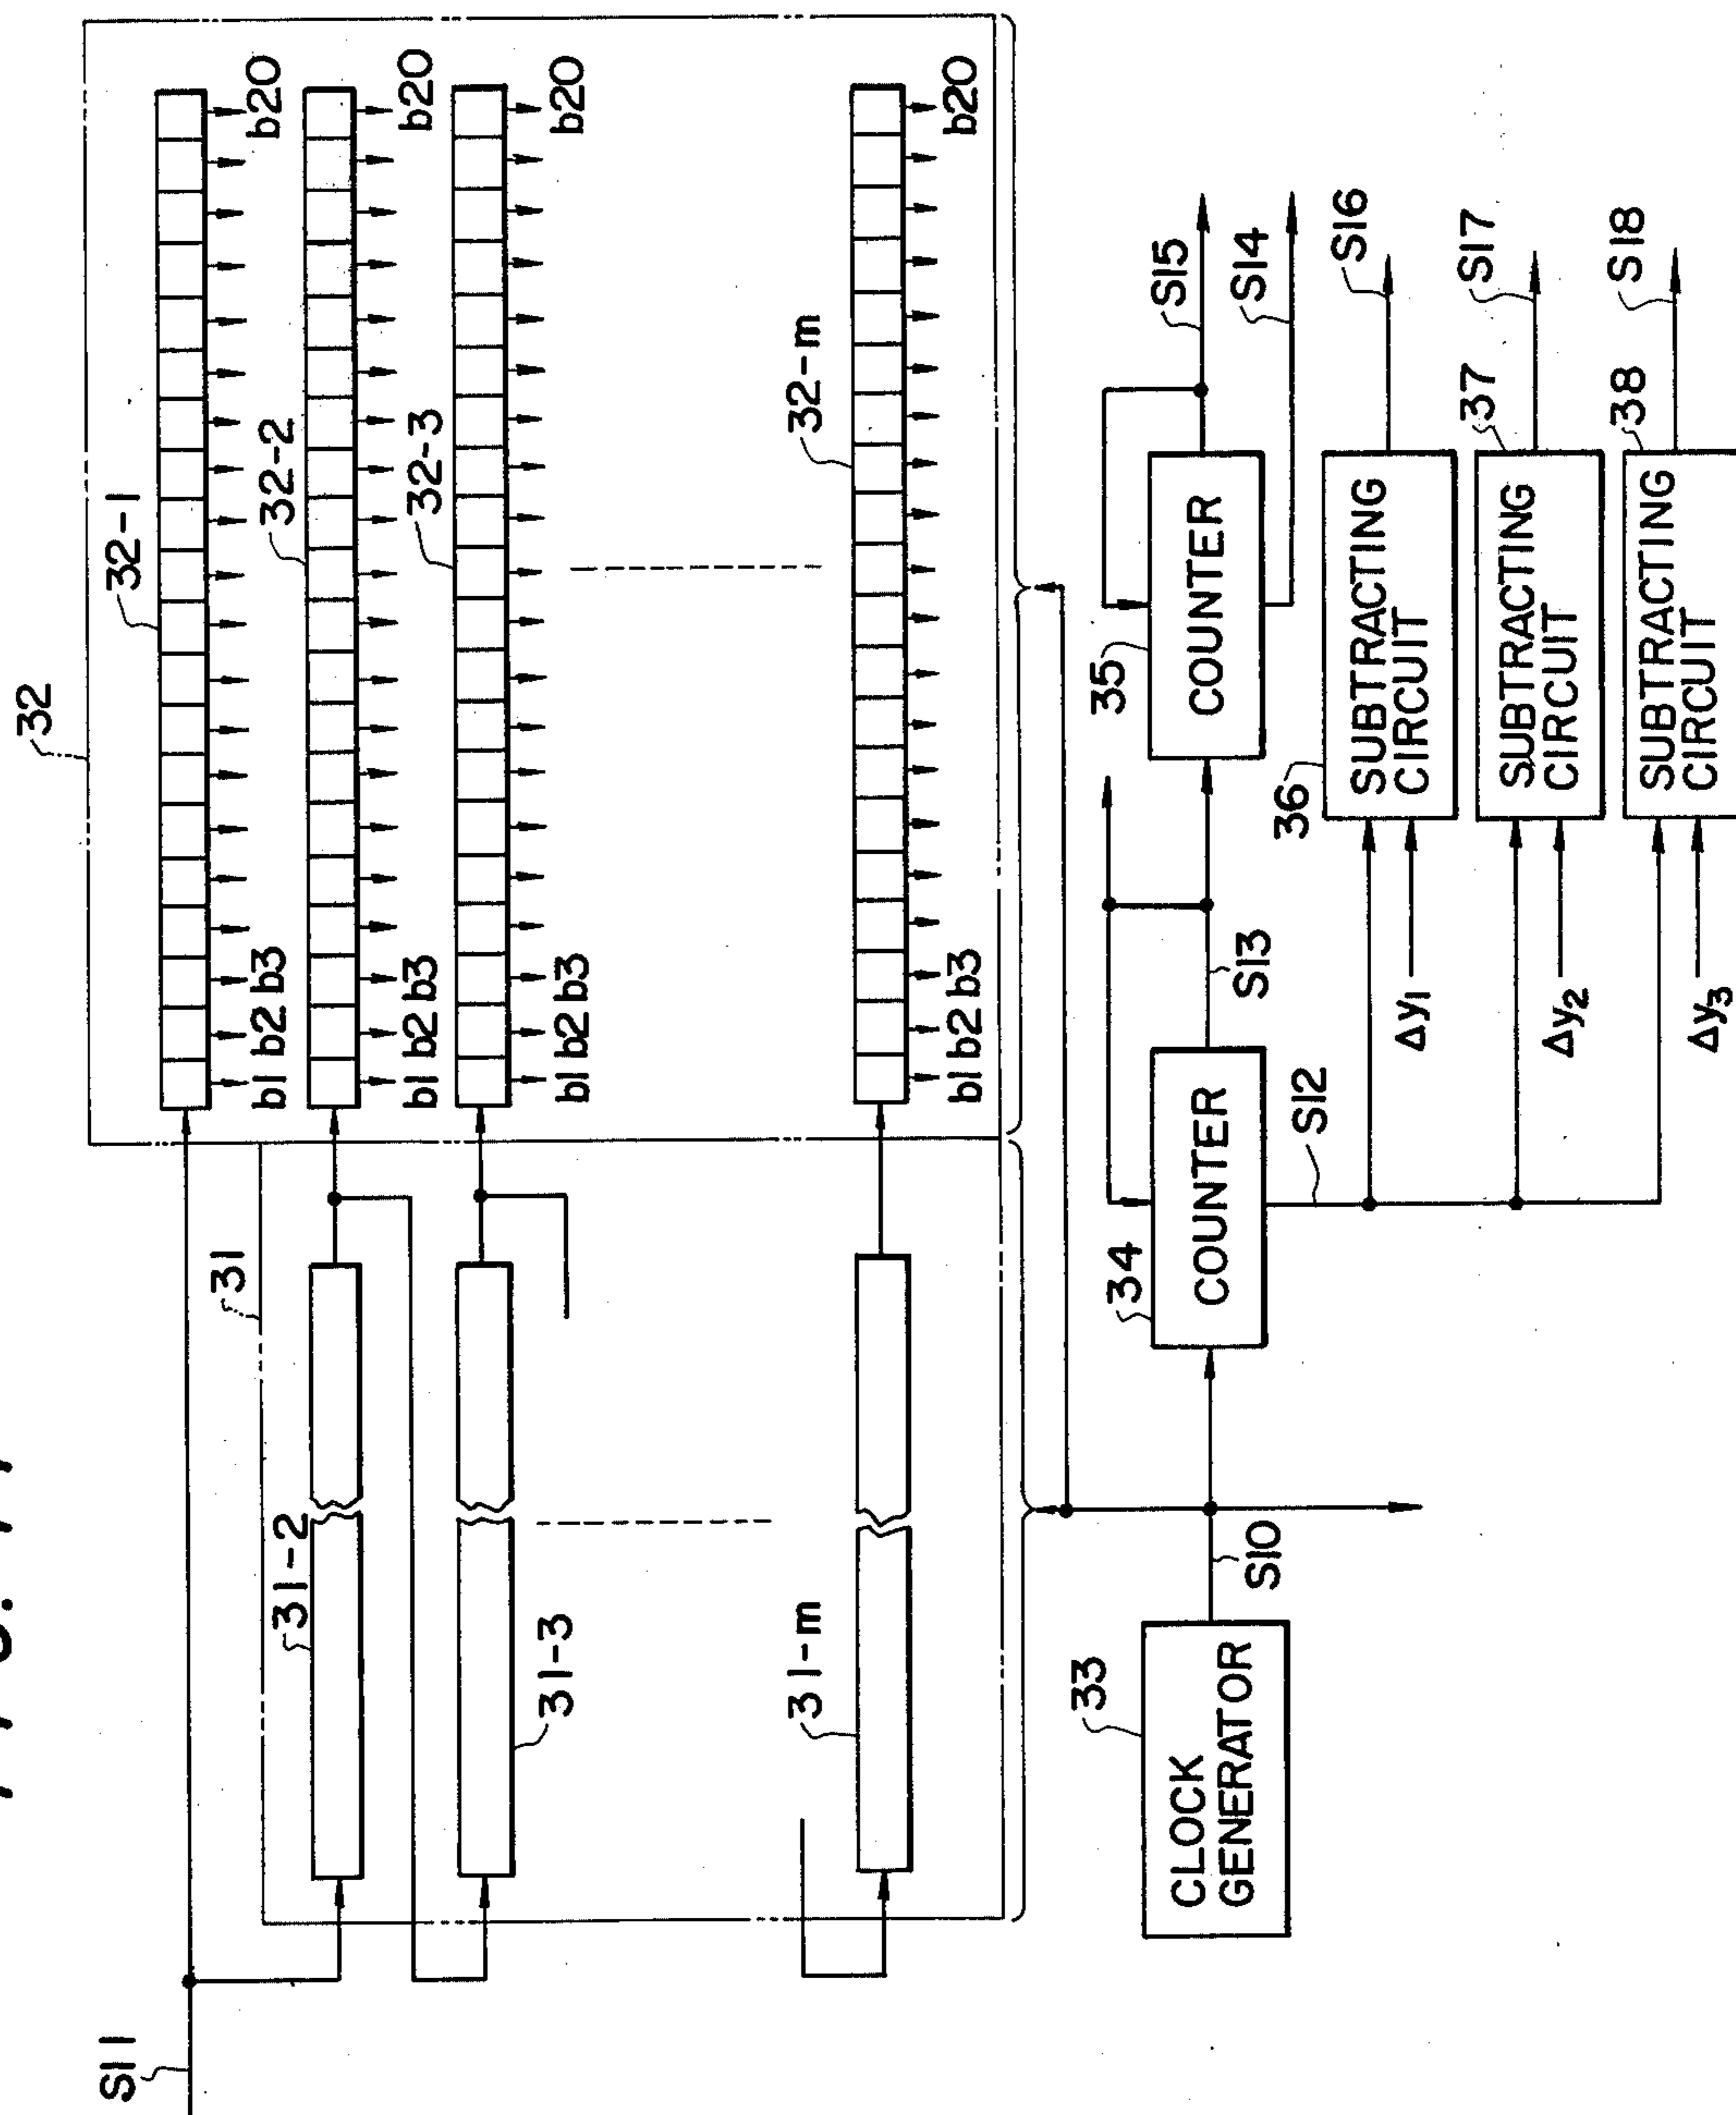 S11
32
32-1
b1 b2 b3
b20
31
31-2
32-2
b1 b2 b3
b20
31-3
32-3
b1 b2 b3
b20
31-m
32-m
b1 b2 b3
b20
33
CLOCK
GENERATOR
S10
34
COUNTER
S13
S12
35
COUNTER
S15
S14
36
SUBTRACTING
CIRCUIT
S16
Δy1
37
SUBTRACTING
CIRCUIT
S17
Δy2
38
SUBTRACTING
CIRCUIT
S18
Δy3